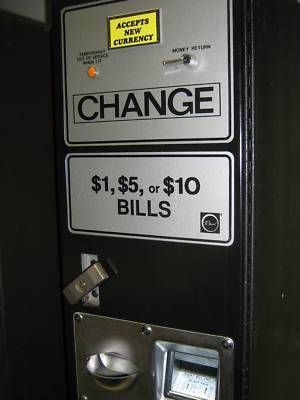 ACCEPTS
NEW
CURRENCY
TEMPORARILY
OUT OF SERVICE
WHEN LIT
MONEY RETURN
CHANGE
$1, $5, or $10
BILLS